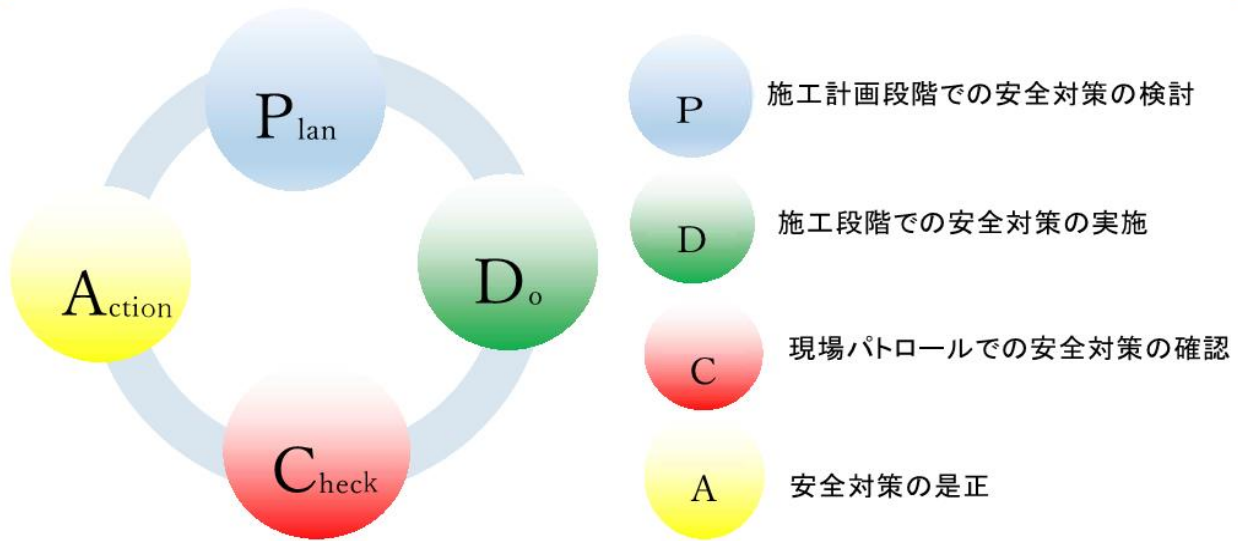 Plan
Do
Check
Action
P
施工計画段階での安全対策の検討
D
施工段階での安全対策の実施
C
現場パトロールでの安全対策の確認
A
安全対策の是正